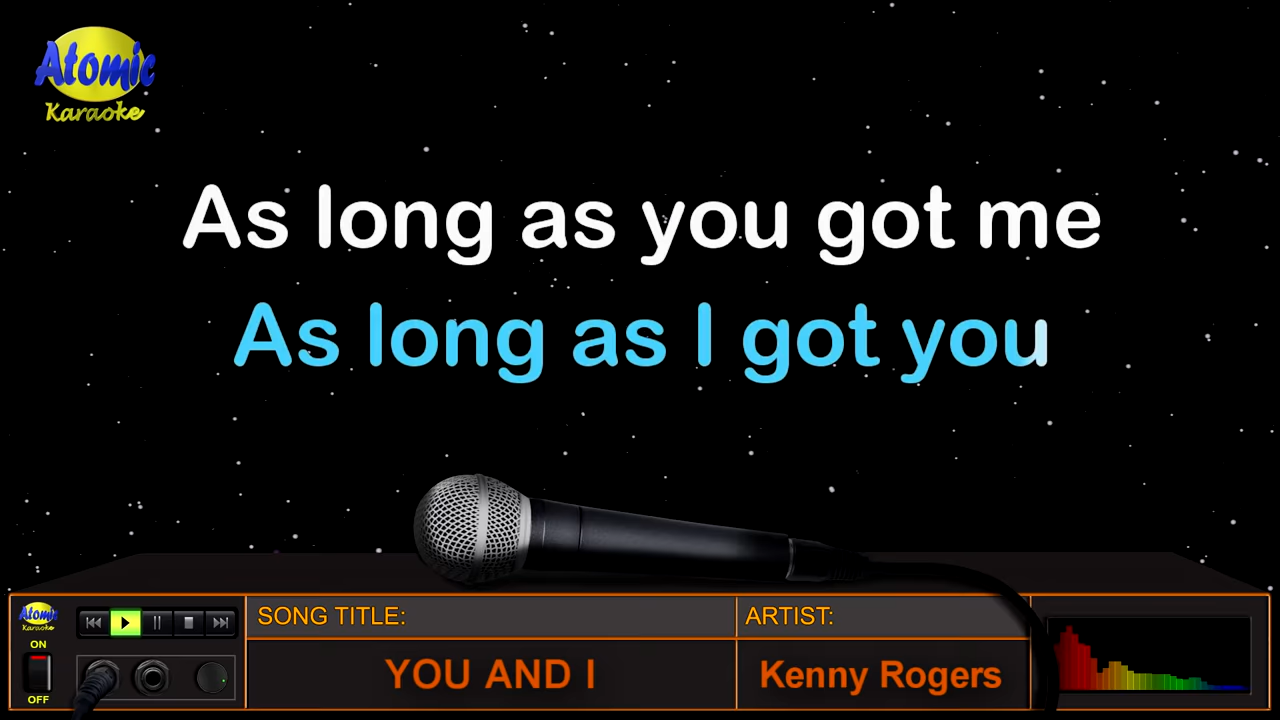 Atomic
Karaoke
As long as you got me
As long as I got you
Atomic
Karaoke
ON
OFF
SONG TITLE:
YOU AND I
ARTIST:
Kenny Rogers